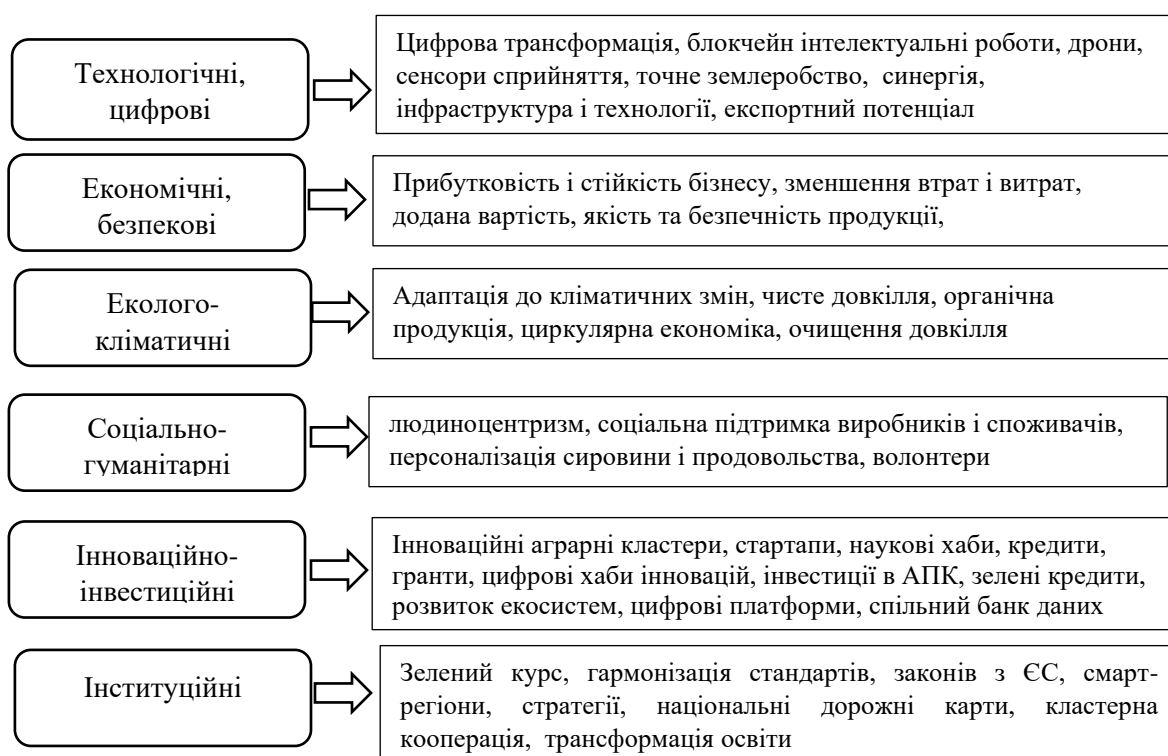 Технологічні,
цифрові
Цифрова трансформація, блокчейн інтелектуальні роботи, дрони,
сенсори сприйняття, точне землеробство, синергія,
інфраструктура і технології, експортний потенціал
Економічні,
безпекові
Прибутковість і стійкість бізнесу, зменшення втрат і витрат,
додана вартість, якість та безпечність продукції,
Еколого-
кліматичні
Адаптація до кліматичних змін, чисте довкілля, органічна
продукція, циркулярна економіка, очищення довкілля
Соціально-
гуманітарні
людиноцентризм, соціальна підтримка виробників і споживачів,
персоналізація сировини і продовольства, волонтери
Інноваційно-
інвестиційні
Інноваційні аграрні кластери, стартапи, наукові хаби, кредити,
гранти, цифрові хаби інновацій, інвестиції в АПК, зелені кредити,
розвиток екосистем, цифрові платформи, спільний банк даних
Інституційні
Зелений курс, гармонізація стандартів, законів з ЄС, смарт-
регіони, стратегії, національні дорожні карти, кластерна
кооперація, трансформація освіти